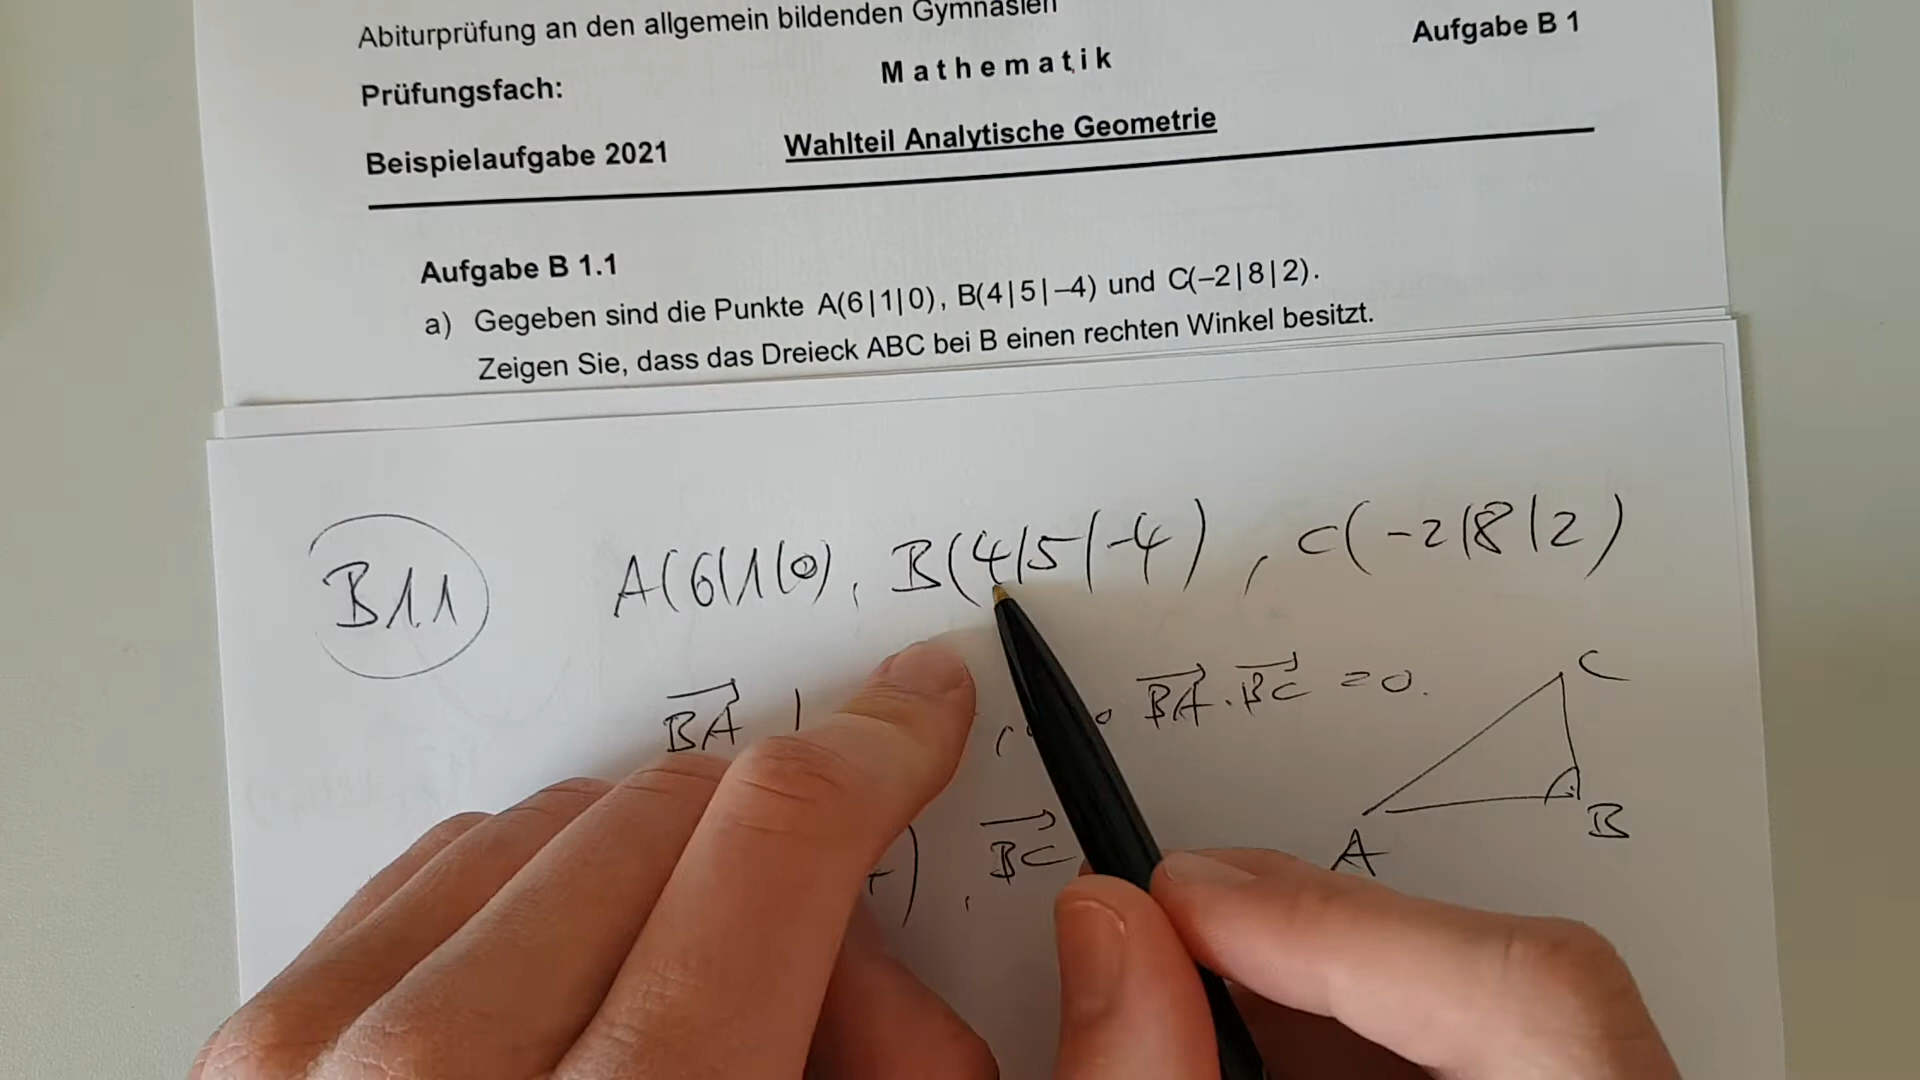 Abiturprüfung an den allgemein bildenden Gymnasien
Aufgabe B 1
Prüfungsfach:
Mathematik
Beispielaufgabe 2021
Wahlteil Analytische Geometrie
Aufgabe B 1.1
a) Gegeben sind die Punkte A(6|1|0), B(4|5|–4) und C(–2|8|2).
Zeigen Sie, dass das Dreieck ABC bei B einen rechten Winkel besitzt.
B1.1
A(6|1|0), B(4|5|-4), C(-2|8|2)
BA BA·BC =0.
C
BC
B
A